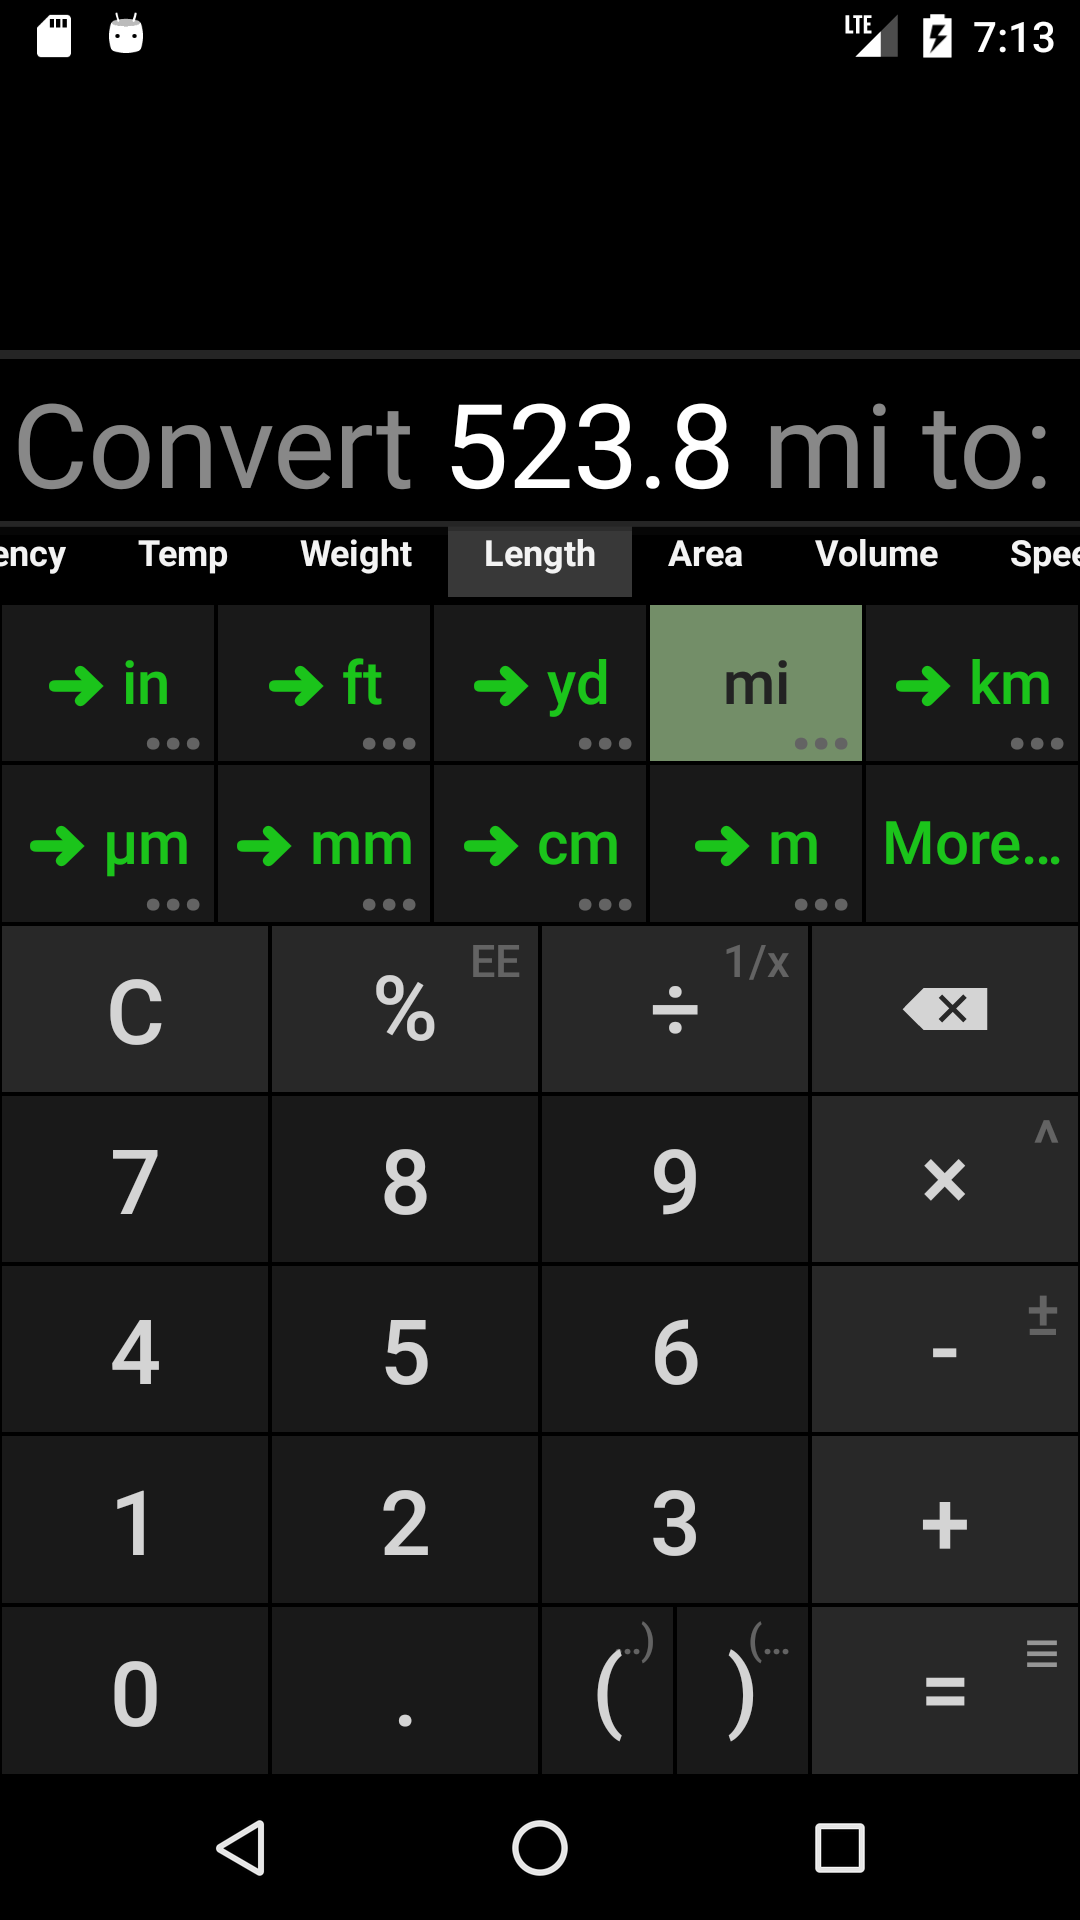 LTE 7:13
Convert 523.8 mi to:
ency Temp Weight Length Area Volume Spee
→ in → ft → yd mi → km
→ µm → mm → cm → m More...
C % EE ÷ 1/x
7 8 9 × ^
4 5 6 - ±
1 2 3 +
0 . ( ..) ) (... =